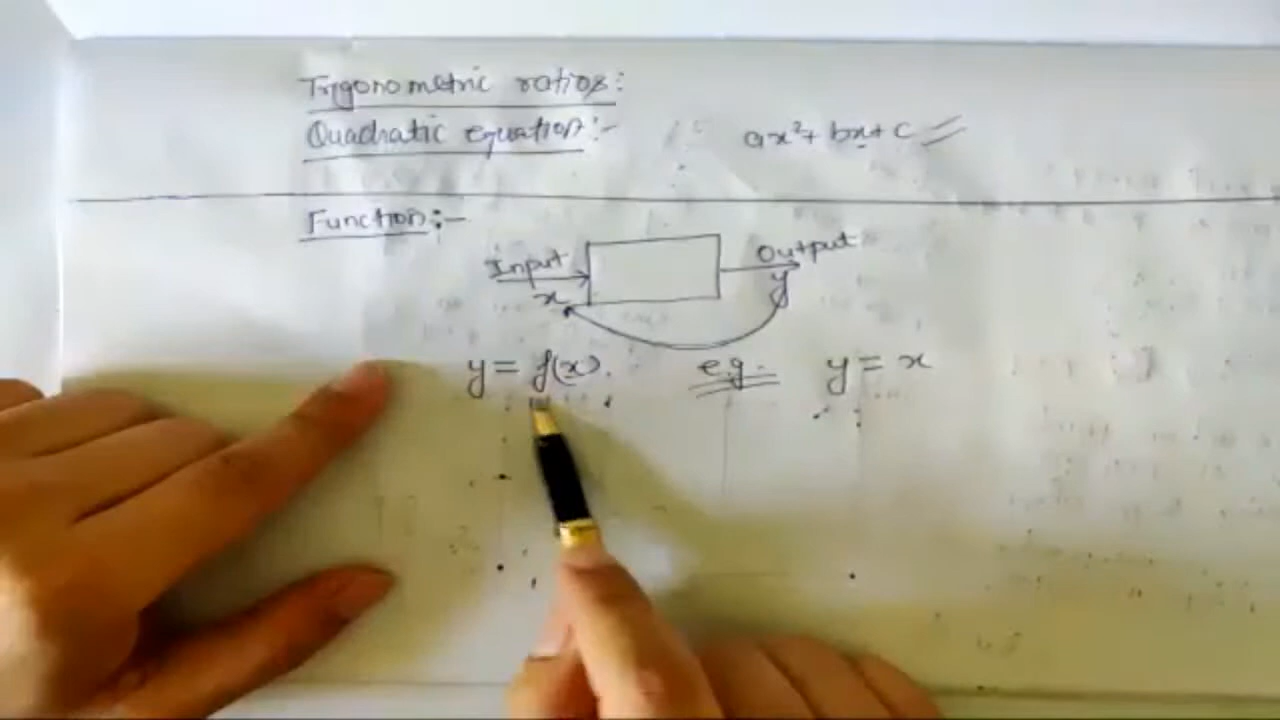 Trigonometric ratios:
Quadratic equation:- ax²+bx+c
Function:-
Input Output
x y
y = f(x). e.g. y = x